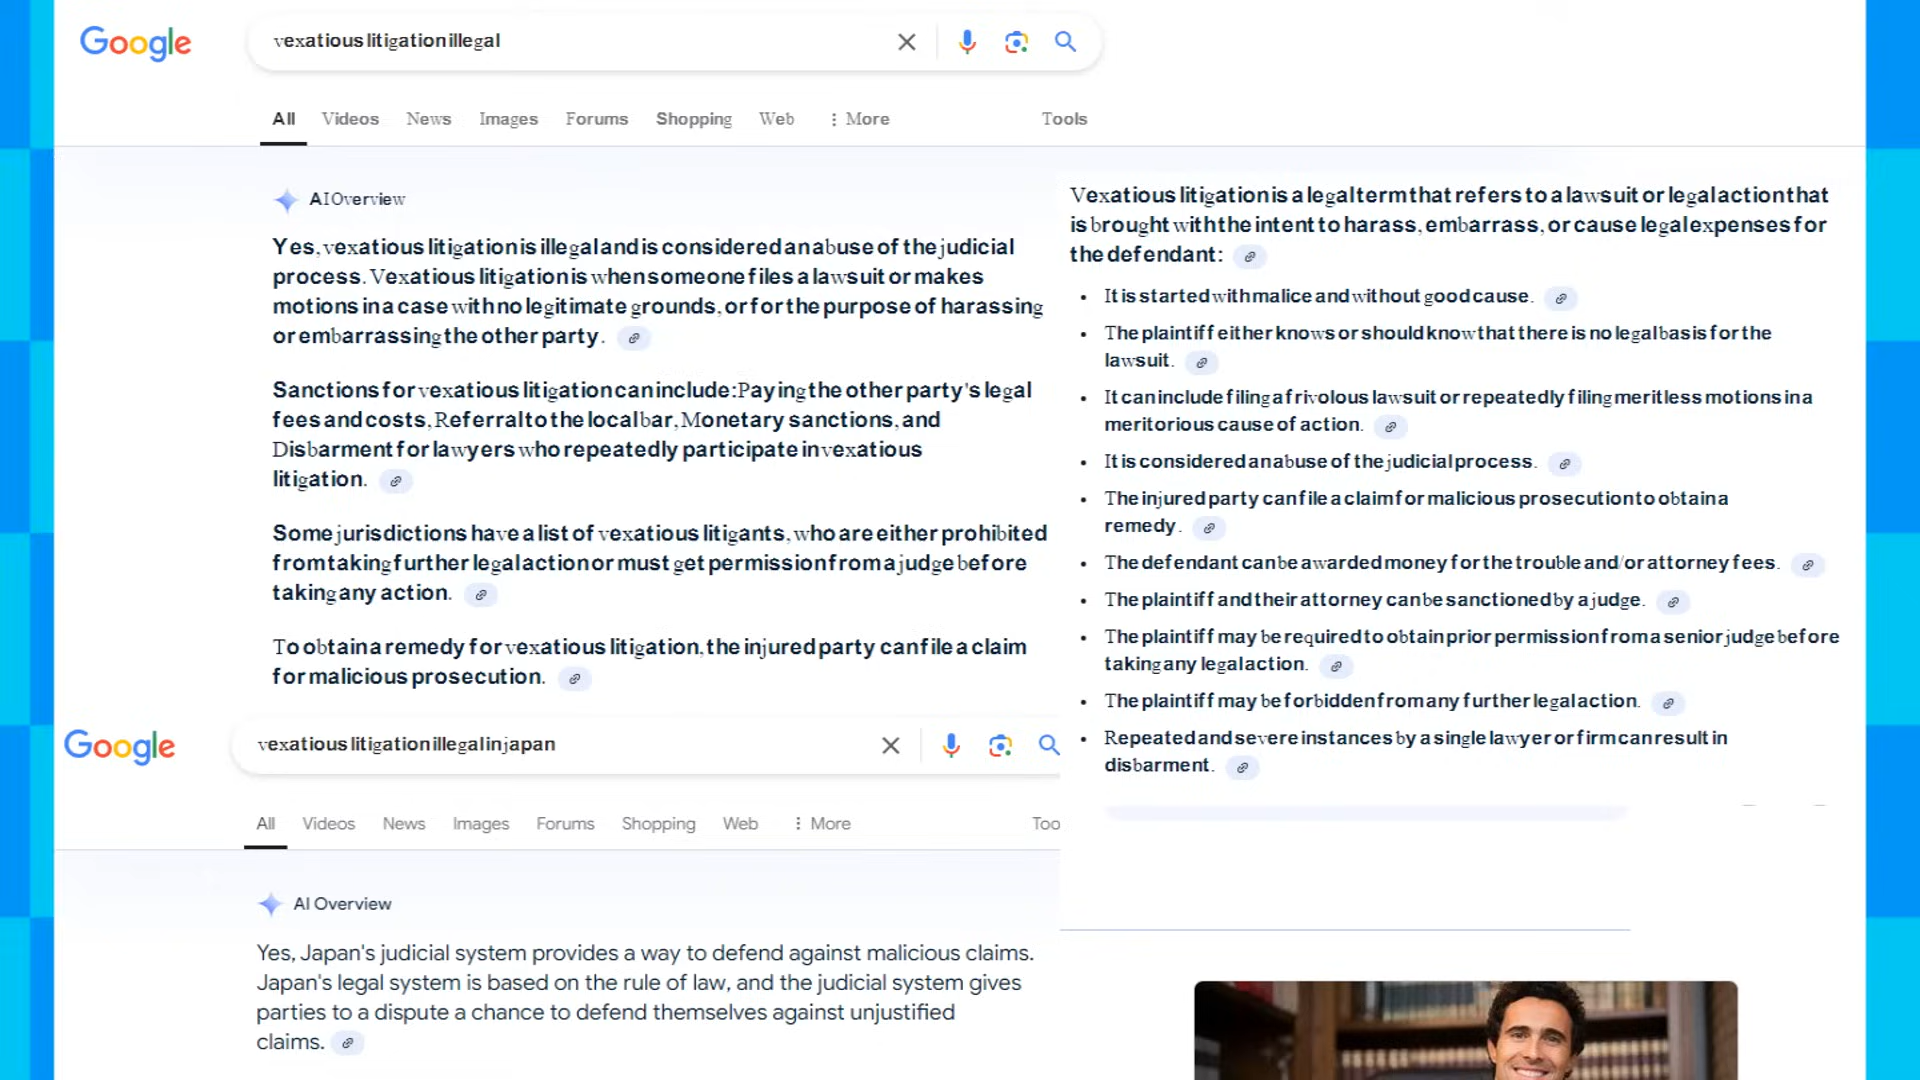 Google
vexatious litigation illegal
All Videos News Images Forums Shopping Web More Tools
AI Overview
Yes, vexatious litigation is illegal and is considered an abuse of the judicial
process. Vexatious litigation is when someone files a lawsuit or makes
motions in a case with no legitimate grounds, or for the purpose of harassing
or embarrassing the other party.
Sanctions for vexatious litigation can include: Paying the other party's legal
fees and costs, Referral to the local bar, Monetary sanctions, and
Disbarment for lawyers who repeatedly participate in vexatious
litigation.
Some jurisdictions have a list of vexatious litigants, who are either prohibited
from taking further legal action or must get permission from a judge before
taking any action.
To obtain a remedy for vexatious litigation, the injured party can file a claim
for malicious prosecution.
Vexatious litigation is a legal term that refers to a lawsuit or legal action that
is brought with the intent to harass, embarrass, or cause legal expenses for
the defendant:
• It is started with malice and without good cause.
• The plaintiff either knows or should know that there is no legal basis for the
lawsuit.
• It can include filing a frivolous lawsuit or repeatedly filing meritless motions in a
meritorious cause of action.
• It is considered an abuse of the judicial process.
• The injured party can file a claim for malicious prosecution to obtain a
remedy.
• The defendant can be awarded money for the trouble and/or attorney fees.
• The plaintiff and their attorney can be sanctioned by a judge.
• The plaintiff may be required to obtain prior permission from a senior judge before
taking any legal action.
• The plaintiff may be forbidden from any further legal action.
• Repeated and severe instances by a single lawyer or firm can result in
disbarment.
Google
vexatious litigation illegal in japan
All Videos News Images Forums Shopping Web More Too
AI Overview
Yes, Japan's judicial system provides a way to defend against malicious claims.
Japan's legal system is based on the rule of law, and the judicial system gives
parties to a dispute a chance to defend themselves against unjustified
claims.